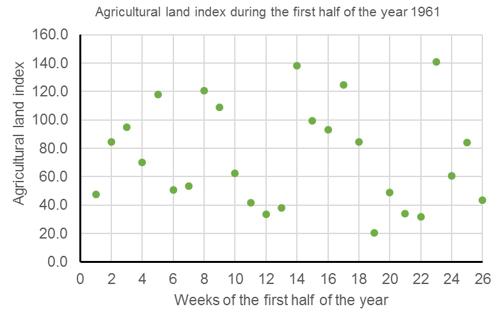 Agricultural land index during the first half of the year 1961
160.0
140.0
120.0
100.0
80.0
60.0
40.0
20.0
0.0
Agricultural land index
0 2 4 6 8 10 12 14 16 18 20 22 24 26
Weeks of the first half of the year